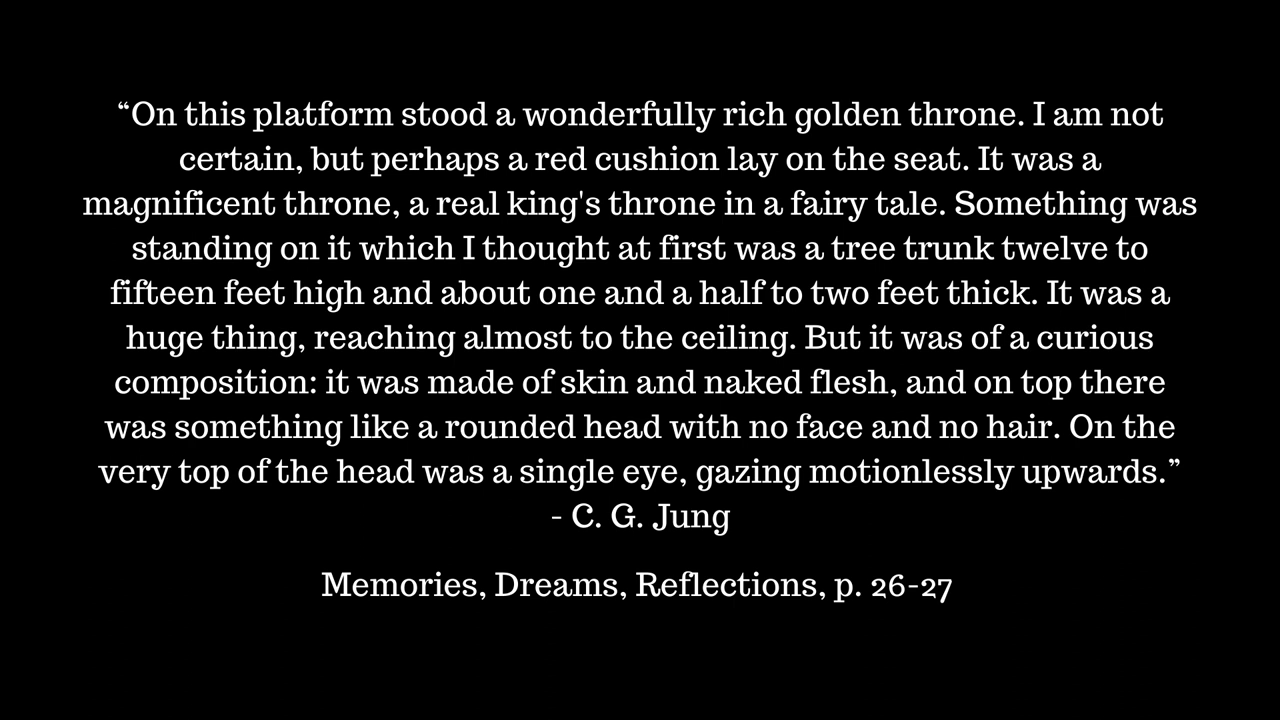 “On this platform stood a wonderfully rich golden throne. I am not
certain, but perhaps a red cushion lay on the seat. It was a
magnificent throne, a real king's throne in a fairy tale. Something was
standing on it which I thought at first was a tree trunk twelve to
fifteen feet high and about one and a half to two feet thick. It was a
huge thing, reaching almost to the ceiling. But it was of a curious
composition: it was made of skin and naked flesh, and on top there
was something like a rounded head with no face and no hair. On the
very top of the head was a single eye, gazing motionlessly upwards.”
- C. G. Jung
Memories, Dreams, Reflections, p. 26-27